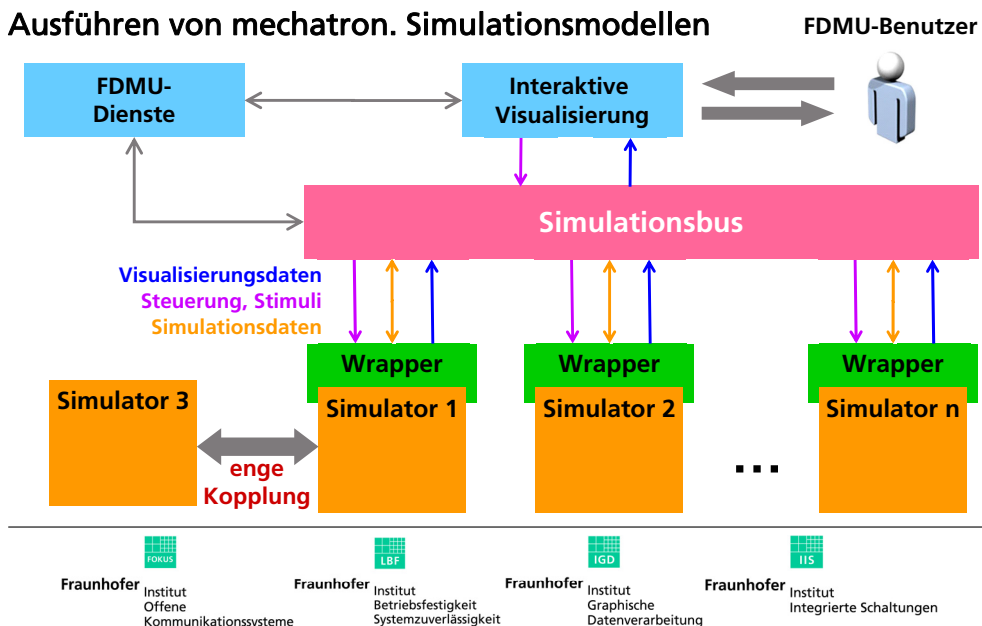 Ausführen von mechatron. Simulationsmodellen
FDMU-Benutzer
FDMU-
Dienste
Interaktive
Visualisierung
Simulationsbus
Visualisierungsdaten
Steuerung, Stimuli
Simulationsdaten
Wrapper
Wrapper
Wrapper
Simulator 3
Simulator 1
Simulator 2
Simulator n
enge
Kopplung
...
FOKUS
LBF
IGD
IIS
Fraunhofer
Institut
Offene
Kommunikationssysteme
Fraunhofer
Institut
Betriebsfestigkeit
Systemzuverlässigkeit
Fraunhofer
Institut
Graphische
Datenverarbeitung
Fraunhofer
Institut
Integrierte Schaltungen